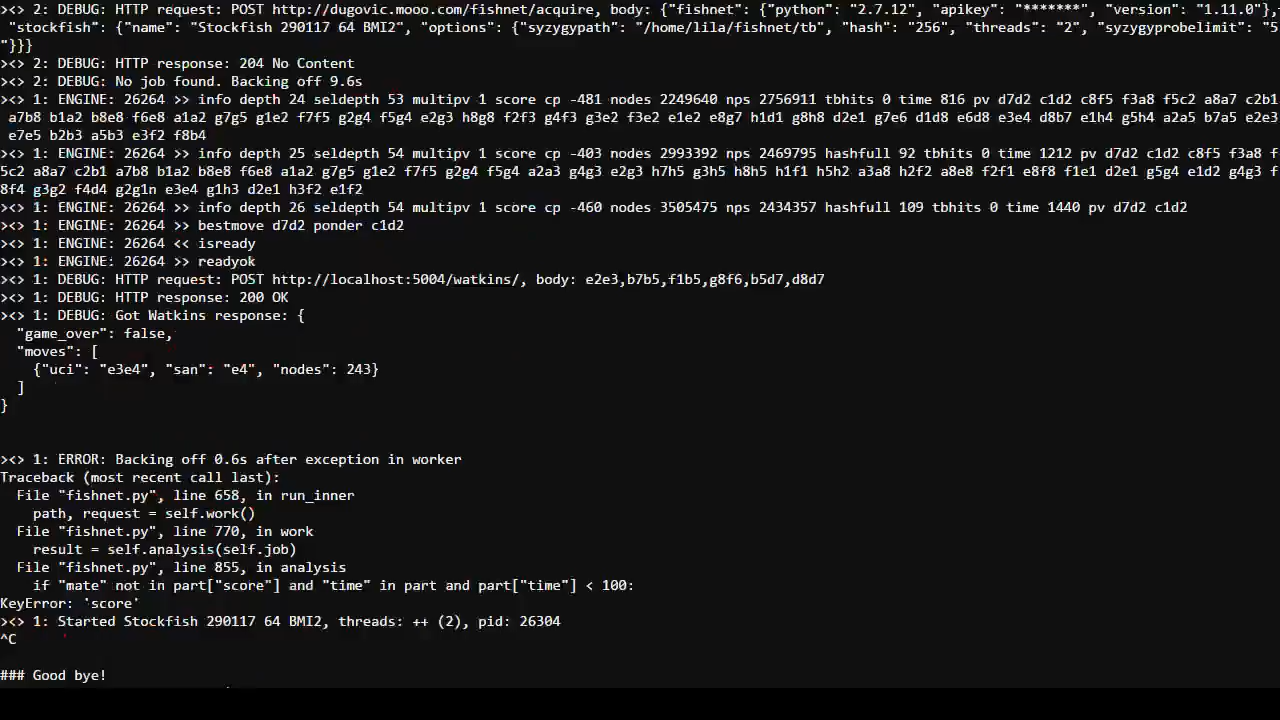 ><> 2: DEBUG: HTTP request: POST http://dugovic.mooo.com/fishnet/acquire, body: {"fishnet": {"python": "2.7.12", "apikey": "*******", "version": "1.11.0"},
"stockfish": {"name": "Stockfish 290117 64 BMI2", "options": {"syzygypath": "/home/lila/fishnet/tb", "hash": "256", "threads": "2", "syzygyprobelimit": "5
"}}}
><> 2: DEBUG: HTTP response: 204 No Content
><> 2: DEBUG: No job found. Backing off 9.6s
><> 1: ENGINE: 26264 >> info depth 24 seldepth 53 multipv 1 score cp -481 nodes 2249640 nps 2756911 tbhits 0 time 816 pv d7d2 c1d2 c8f5 f3a8 f5c2 a8a7 c2b1
a7b8 b1a2 b8e8 f6e8 a1a2 g7g5 g1e2 f7f5 g2g4 f5g4 e2g3 h8g8 f2f3 g4f3 g3e2 f3e2 e1e2 e8g7 h1d1 g8h8 d2e1 g7e6 d1d8 e6d8 e3e4 d8b7 e1h4 g5h4 a2a5 b7a5 e2e3
e7e5 b2b3 a5b3 e3f2 f8b4
><> 1: ENGINE: 26264 >> info depth 25 seldepth 54 multipv 1 score cp -403 nodes 2993392 nps 2469795 hashfull 92 tbhits 0 time 1212 pv d7d2 c1d2 c8f5 f3a8 f
5c2 a8a7 c2b1 a7b8 b1a2 b8e8 f6e8 a1a2 g7g5 g1e2 f7f5 g2g4 f5g4 a2a3 g4g3 e2g3 h7h5 g3h5 h8h5 h1f1 h5h2 a3a8 h2f2 a8e8 f2f1 e8f8 f1e1 d2e1 g5g4 e1d2 g4g3 f
8f4 g3g2 f4d4 g2g1n e3e4 g1h3 d2e1 h3f2 e1f2
><> 1: ENGINE: 26264 >> info depth 26 seldepth 54 multipv 1 score cp -460 nodes 3505475 nps 2434357 hashfull 109 tbhits 0 time 1440 pv d7d2 c1d2
><> 1: ENGINE: 26264 >> bestmove d7d2 ponder c1d2
><> 1: ENGINE: 26264 << isready
><> 1: ENGINE: 26264 >> readyok
><> 1: DEBUG: HTTP request: POST http://localhost:5004/watkins/, body: e2e3,b7b5,f1b5,g8f6,b5d7,d8d7
><> 1: DEBUG: HTTP response: 200 OK
><> 1: DEBUG: Got Watkins response: {
"game_over": false,
"moves": [
{"uci": "e3e4", "san": "e4", "nodes": 243}
]
}
><> 1: ERROR: Backing off 0.6s after exception in worker
Traceback (most recent call last):
File "fishnet.py", line 658, in run_inner
path, request = self.work()
File "fishnet.py", line 770, in work
result = self.analysis(self.job)
File "fishnet.py", line 855, in analysis
if "mate" not in part["score"] and "time" in part and part["time"] < 100:
KeyError: 'score'
><> 1: Started Stockfish 290117 64 BMI2, threads: ++ (2), pid: 26304
^C
### Good bye!